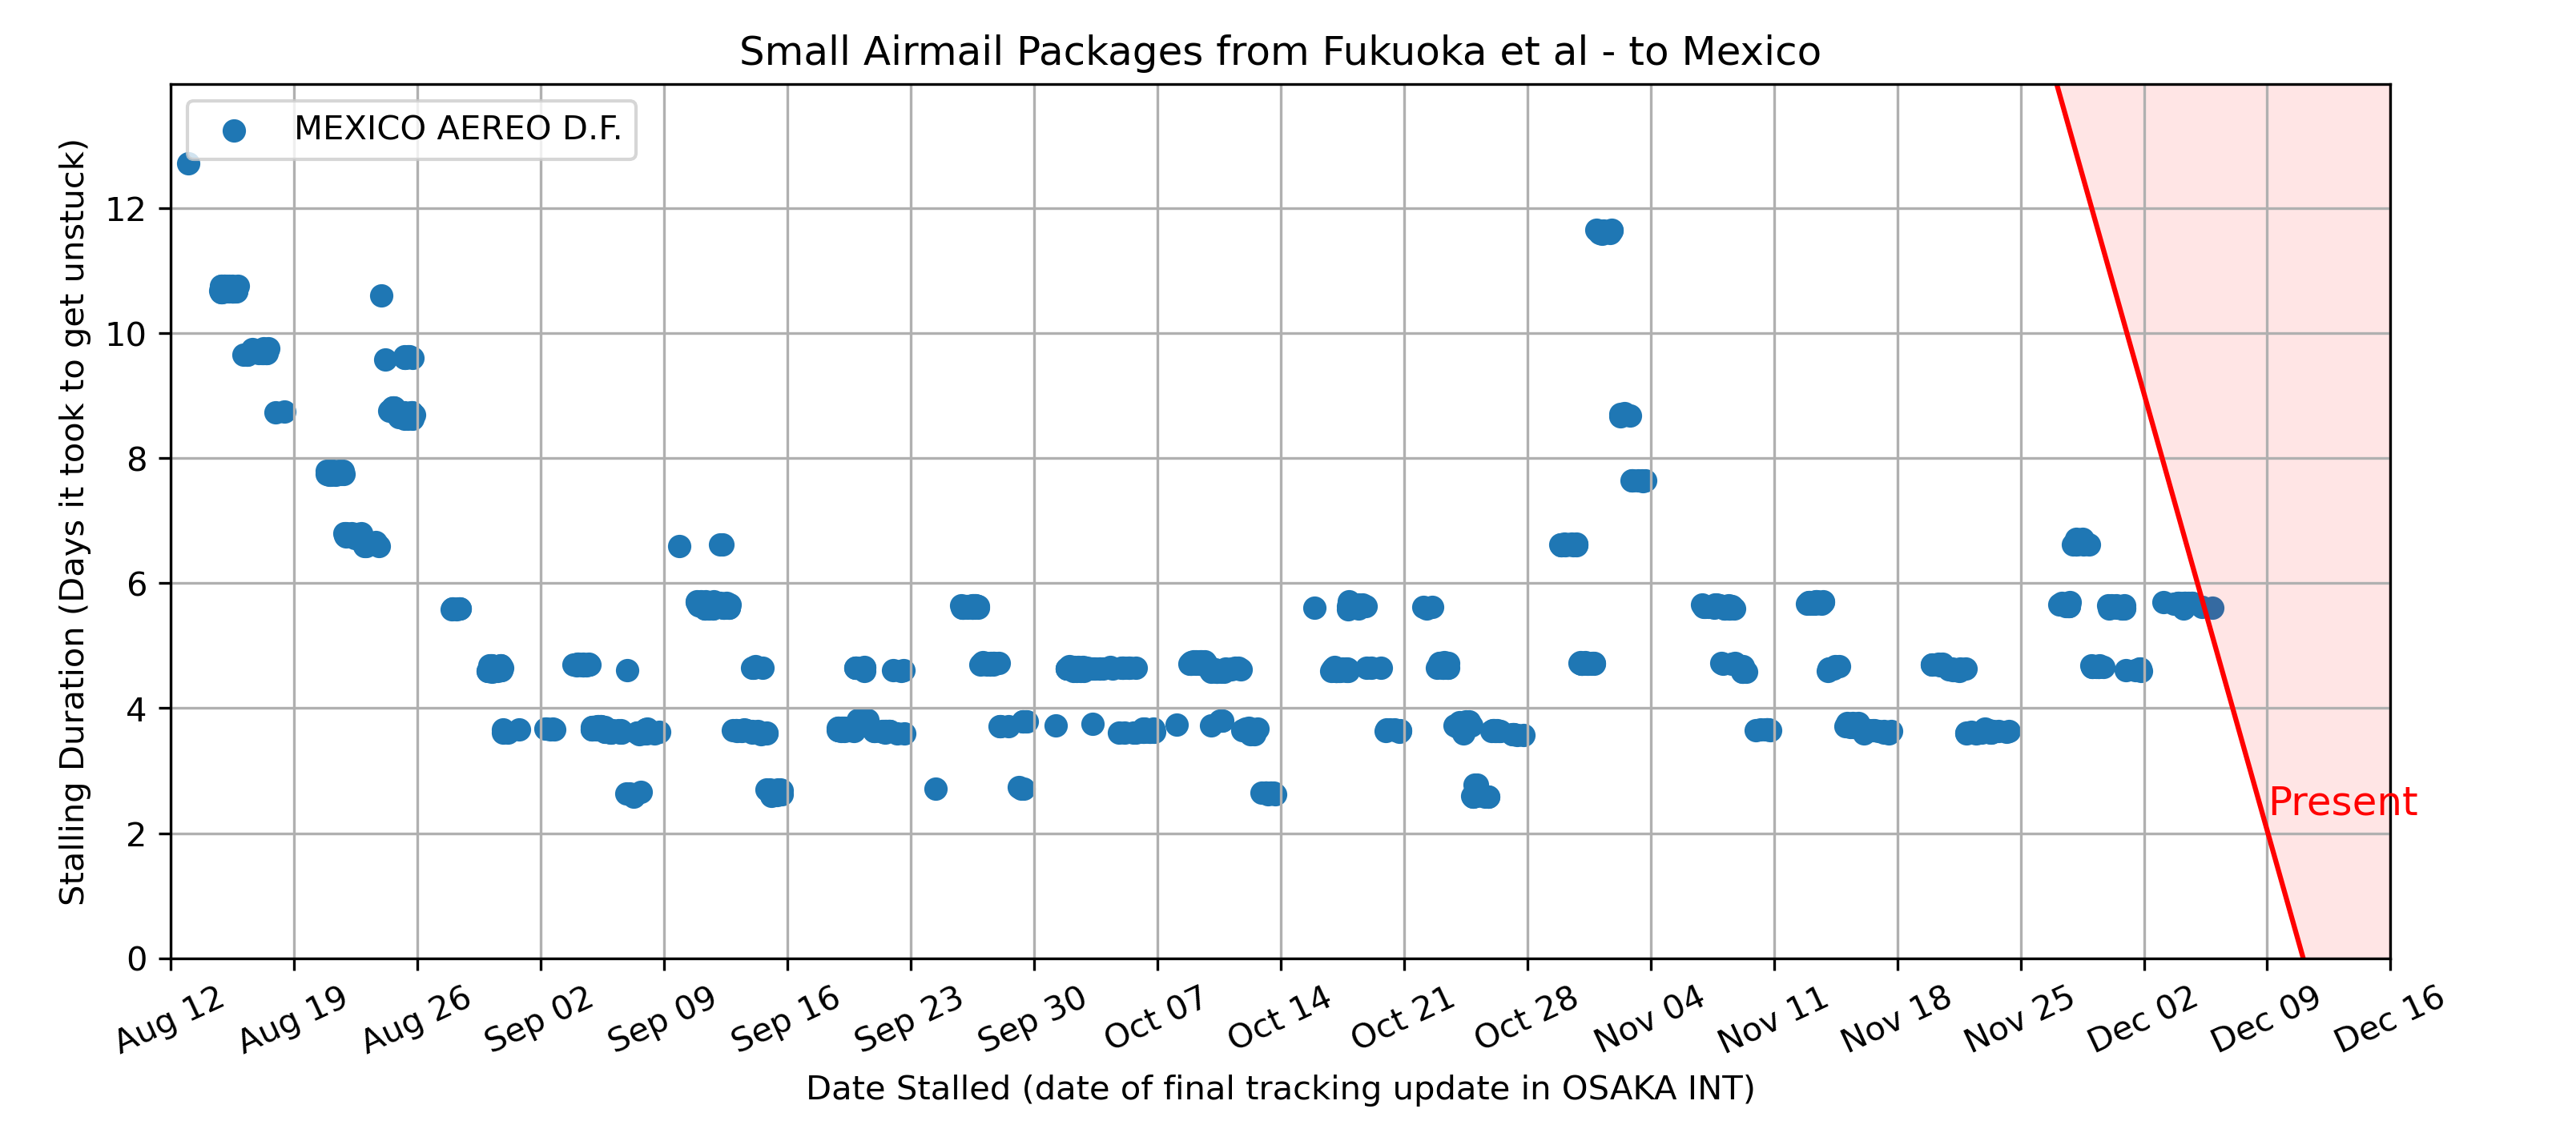 Small Airmail Packages from Fukuoka et al - to Mexico
MEXICO AEREO D.F.
Stalling Duration (Days it took to get unstuck)
12
10
8
6
4
2
0
Present
Aug 12 Aug 19 Aug 26 Sep 02 Sep 09 Sep 16 Sep 23 Sep 30 Oct 07 Oct 14 Oct 21 Oct 28 Nov 04 Nov 11 Nov 18 Nov 25 Dec 02 Dec 09 Dec 16
Date Stalled (date of final tracking update in OSAKA INT)